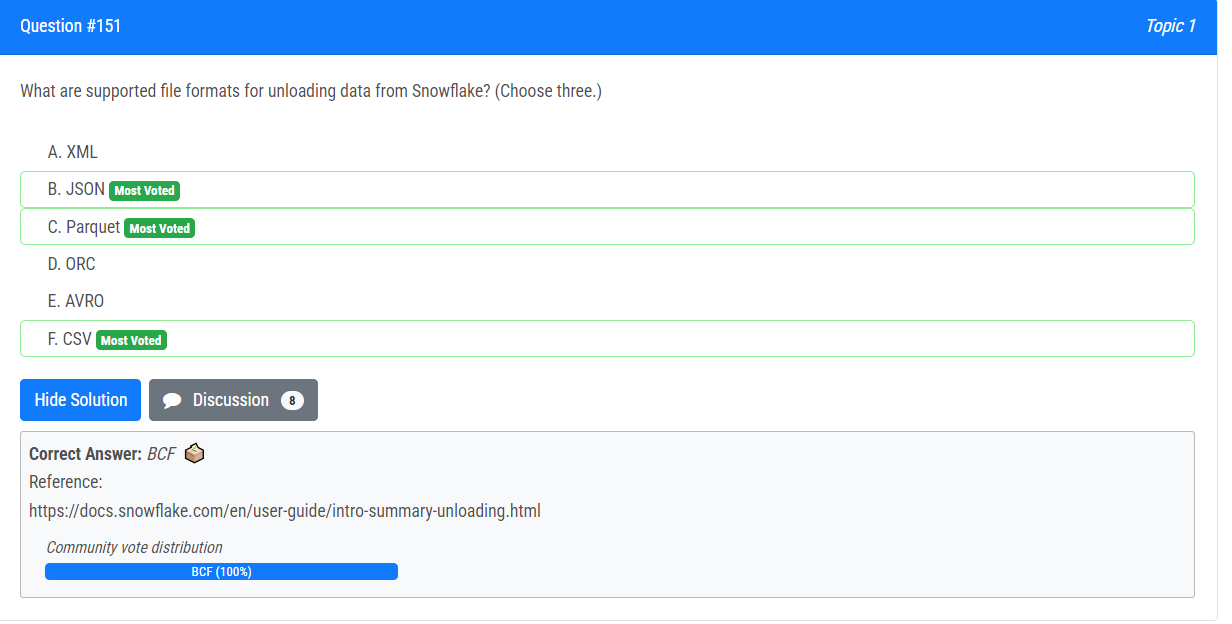 Question #151
Topic 1
What are supported file formats for unloading data from Snowflake? (Choose three.)
A. XML
B. JSON Most Voted
C. Parquet Most Voted
D. ORC
E. AVRO
F. CSV Most Voted
Hide Solution
Discussion 8
Correct Answer: BCF
Reference:
https://docs.snowflake.com/en/user-guide/intro-summary-unloading.html
Community vote distribution
BCF (100%)